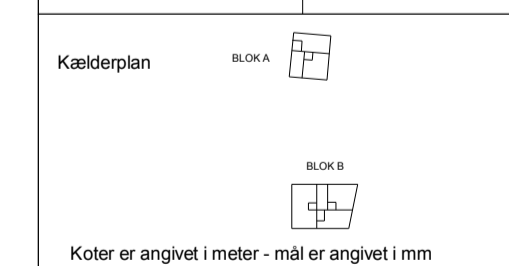 Kælderplan
BLOK A
BLOK B
Koter er angivet i meter - mål er angivet i mm